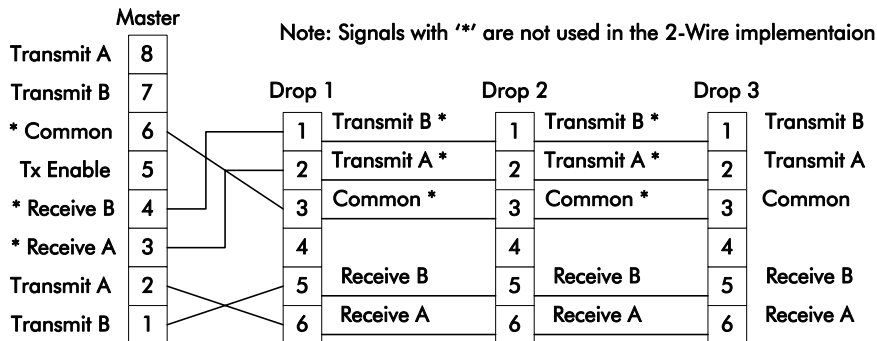 Master
Note: Signals with ‘*’ are not used in the 2-Wire implementaion
Transmit A 8
Transmit B 7
Drop 1 Drop 2 Drop 3
* Common 6
1 Transmit B * 1 Transmit B * 1 Transmit B
Tx Enable 5
2 Transmit A * 2 Transmit A * 2 Transmit A
* Receive B 4
3 Common * 3 Common * 3 Common
* Receive A 3
4 4 4
Transmit A 2
5 Receive B 5 Receive B 5 Receive B
Transmit B 1
6 Receive A 6 Receive A 6 Receive A